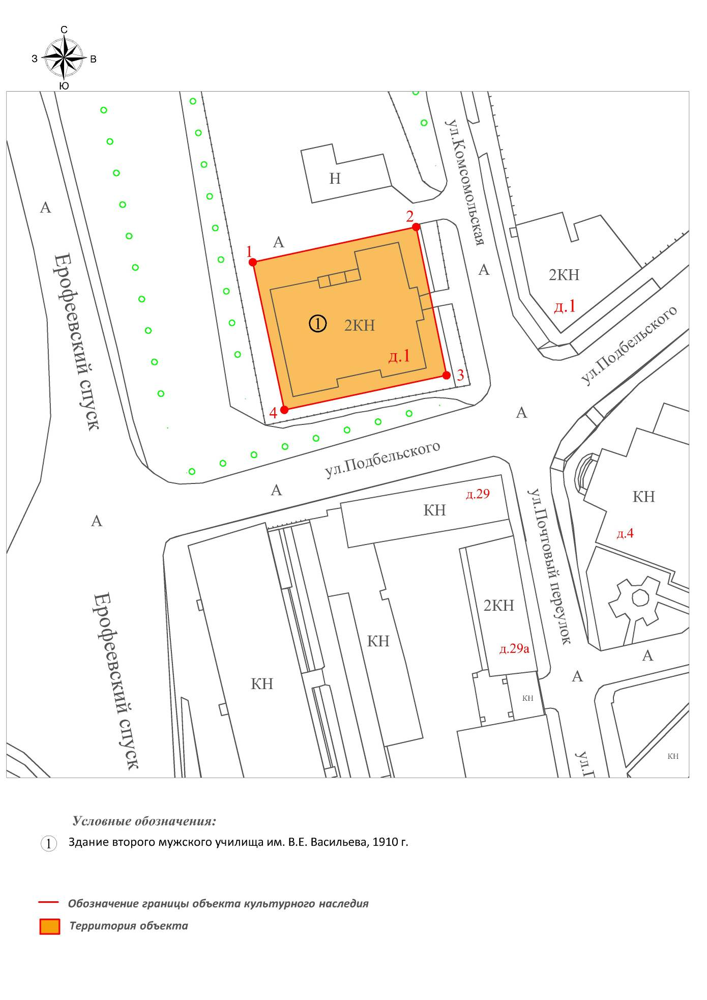 С
З В
Ю
ул.Комсомольская
Н
А
2
А
1
А
2КН
д.1
Ерофеевский спуск
1 2КН
д.1
ул.Подбельского
3
4
А
ул.Подбельского
А
д.29
КН
ул.Почтовый переулок
КН
д.4
А
Ерофеевский спуск
2КН
д.29а
КН
А
А
КН
КН
КН
ул.П
Условные обозначения:
1 Здание второго мужского училища им. В.Е. Васильева, 1910 г.
Обозначение границы объекта культурного наследия
Территория объекта